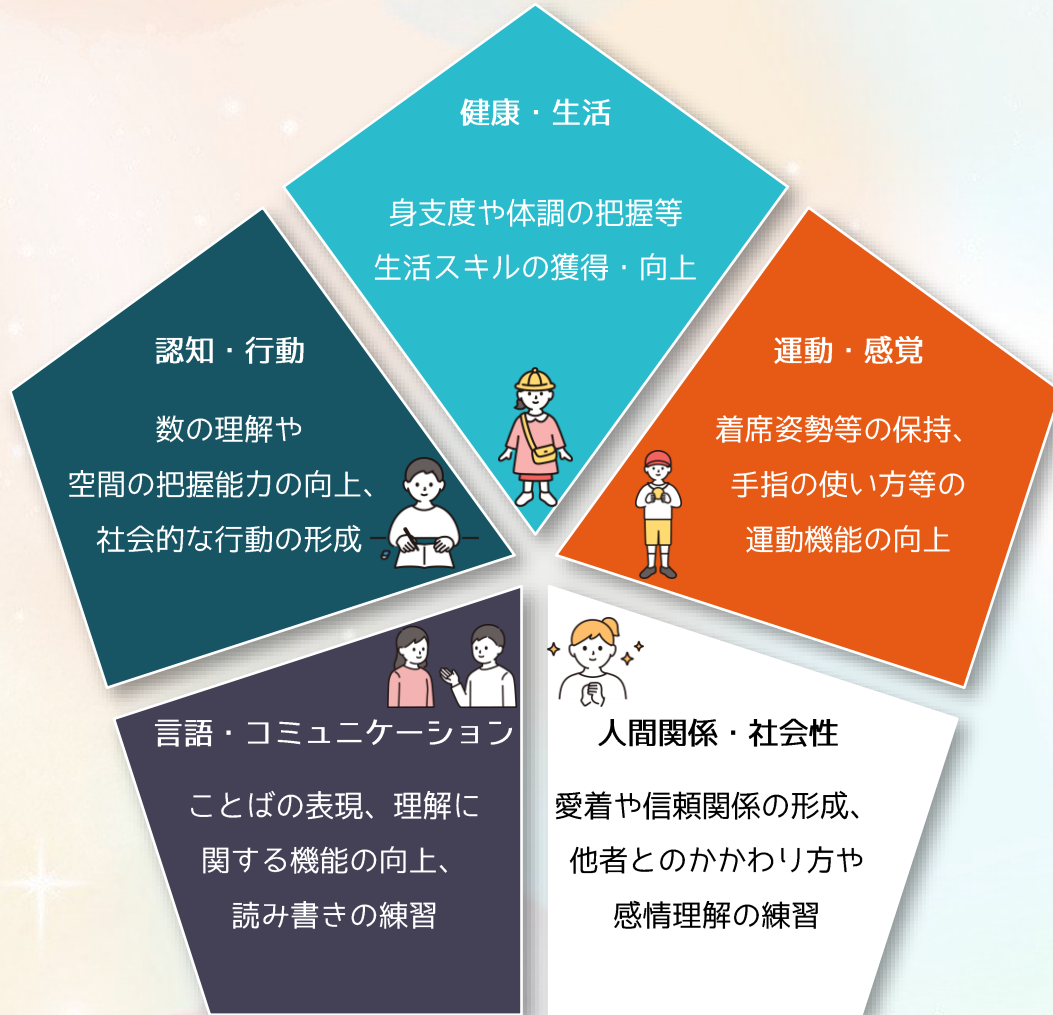 健康・生活
身支度や体調の把握等
生活スキルの獲得・向上
認知・行動
数の理解や
空間の把握能力の向上、
社会的な行動の形成
運動・感覚
着席姿勢等の保持、
手指の使い方等の
運動機能の向上
言語・コミュニケーション
ことばの表現、理解に
関する機能の向上、
読み書きの練習
人間関係・社会性
愛着や信頼関係の形成、
他者とのかかわり方や
感情理解の練習